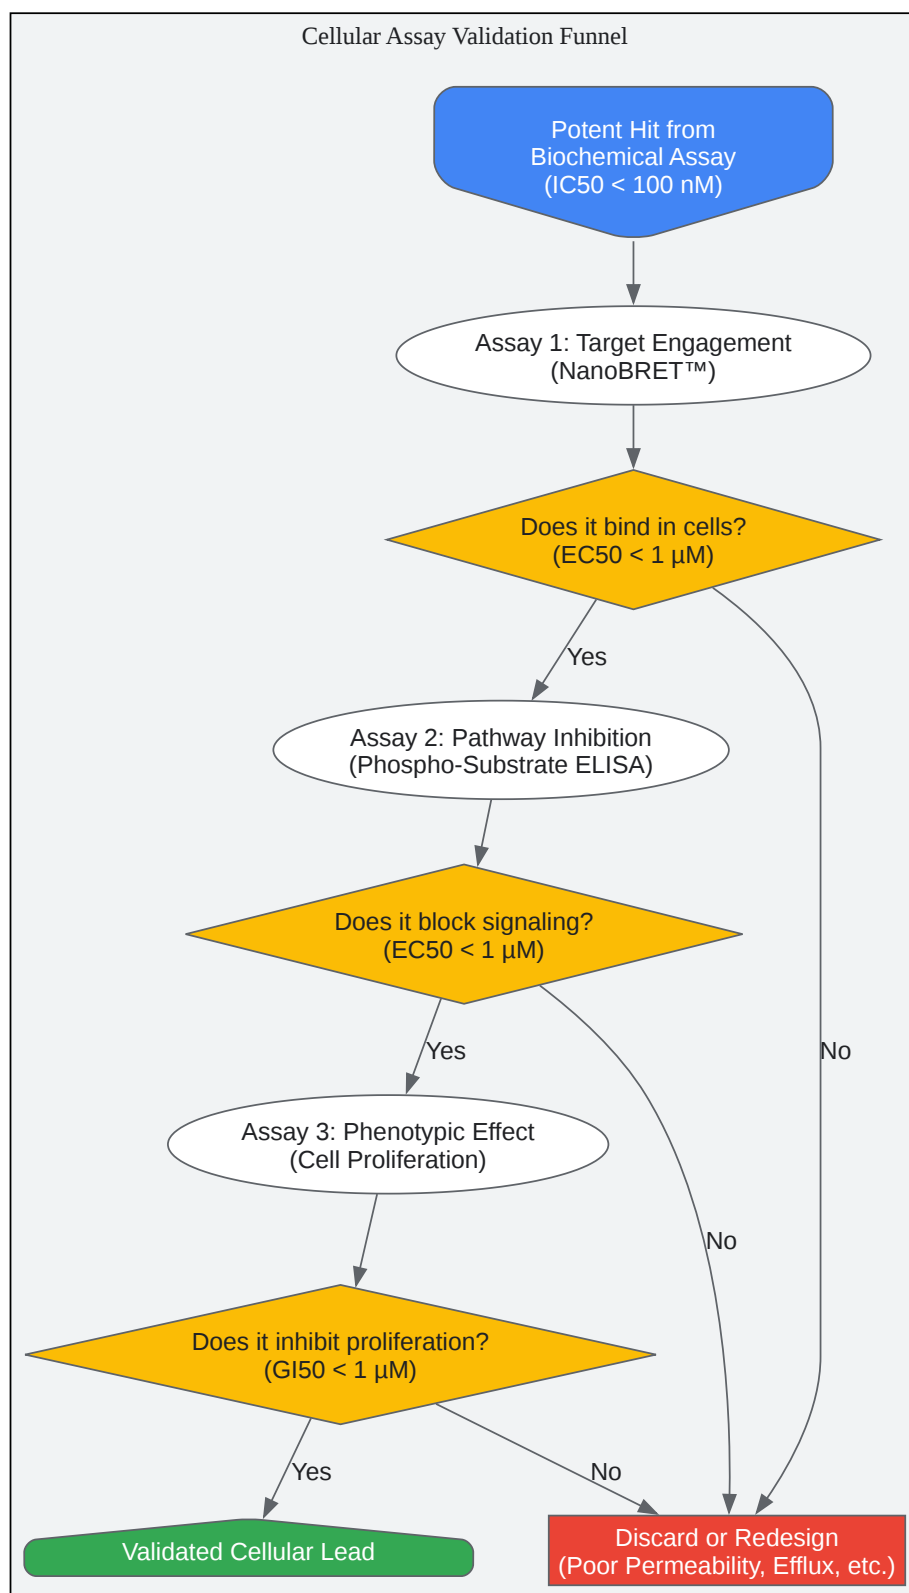 Cellular Assay Validation Funnel
Potent Hit from
Biochemical Assay
(IC50 < 100 nM)
Assay 1: Target Engagement
(NanoBRET™)
Does it bind in cells?
(EC50 < 1 µM)
Yes
Assay 2: Pathway Inhibition
(Phospho-Substrate ELISA)
Does it block signaling?
(EC50 < 1 µM)
Yes
No
Assay 3: Phenotypic Effect
(Cell Proliferation)
No
Does it inhibit proliferation?
(GI50 < 1 µM)
Yes
No
Validated Cellular Lead
Discard or Redesign
(Poor Permeability, Efflux, etc.)